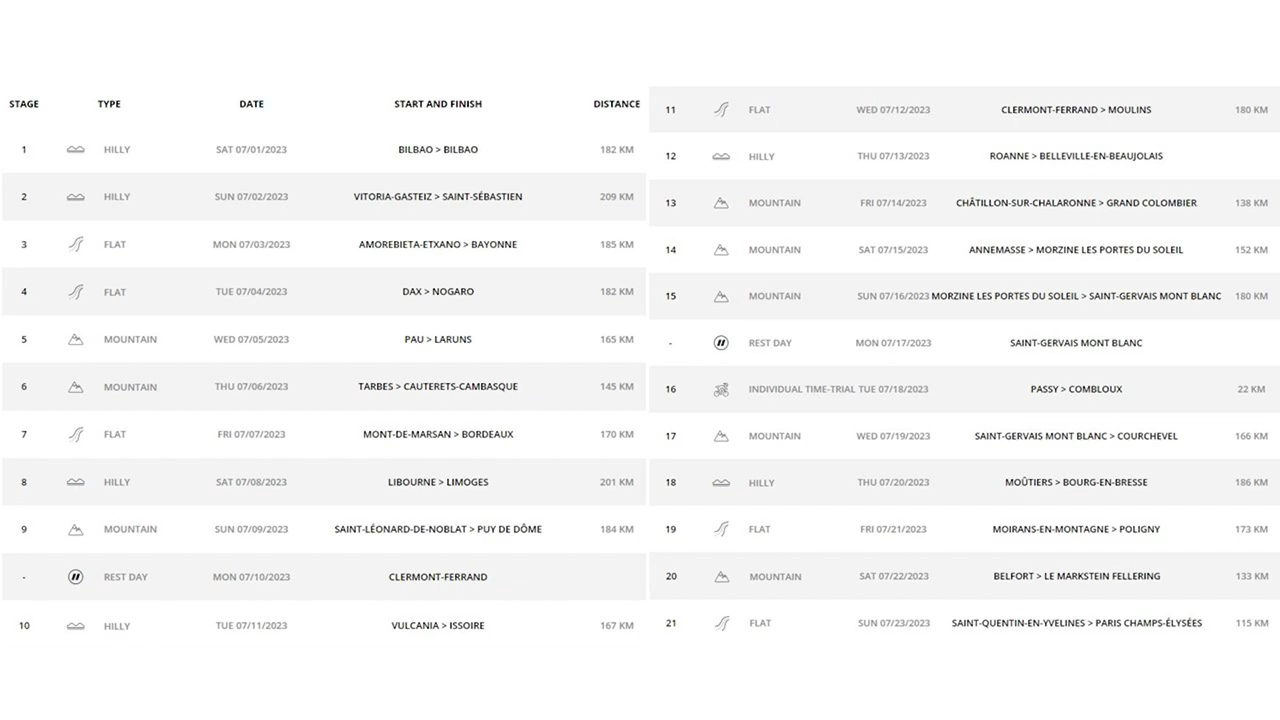 STAGE TYPE DATE START AND FINISH DISTANCE
1 HILLY SAT 07/01/2023 BILBAO > BILBAO 182 KM
2 HILLY SUN 07/02/2023 VITORIA-GASTEIZ > SAINT-SÉBASTIEN 209 KM
3 FLAT MON 07/03/2023 AMOREBIETA-ETXANO > BAYONNE 185 KM
4 FLAT TUE 07/04/2023 DAX > NOGARO 182 KM
5 MOUNTAIN WED 07/05/2023 PAU > LARUNS 165 KM
6 MOUNTAIN THU 07/06/2023 TARBES > CAUTERETS-CAMBASQUE 145 KM
7 FLAT FRI 07/07/2023 MONT-DE-MARSAN > BORDEAUX 170 KM
8 HILLY SAT 07/08/2023 LIBOURNE > LIMOGES 201 KM
9 MOUNTAIN SUN 07/09/2023 SAINT-LÉONARD-DE-NOBLAT > PUY DE DÔME 184 KM
- REST DAY MON 07/10/2023 CLERMONT-FERRAND
10 HILLY TUE 07/11/2023 VULCANIA > ISSOIRE 167 KM
11 FLAT WED 07/12/2023 CLERMONT-FERRAND > MOULINS 180 KM
12 HILLY THU 07/13/2023 ROANNE > BELLEVILLE-EN-BEAUJOLAIS
13 MOUNTAIN FRI 07/14/2023 CHÂTILLON-SUR-CHALARONNE > GRAND COLOMBIER 138 KM
14 MOUNTAIN SAT 07/15/2023 ANNEMASSE > MORZINE LES PORTES DU SOLEIL 152 KM
15 MOUNTAIN SUN 07/16/2023 MORZINE LES PORTES DU SOLEIL > SAINT-GERVAIS MONT BLANC 180 KM
- REST DAY MON 07/17/2023 SAINT-GERVAIS MONT BLANC
16 INDIVIDUAL TIME-TRIAL TUE 07/18/2023 PASSY > COMBLOUX 22 KM
17 MOUNTAIN WED 07/19/2023 SAINT-GERVAIS MONT BLANC > COURCHEVEL 166 KM
18 HILLY THU 07/20/2023 MOÛTIERS > BOURG-EN-BRESSE 186 KM
19 FLAT FRI 07/21/2023 MOIRANS-EN-MONTAGNE > POLIGNY 173 KM
20 MOUNTAIN SAT 07/22/2023 BELFORT > LE MARKSTEIN FELLERING 133 KM
21 FLAT SUN 07/23/2023 SAINT-QUENTIN-EN-YVELINES > PARIS CHAMPS-ÉLYSÉES 115 KM